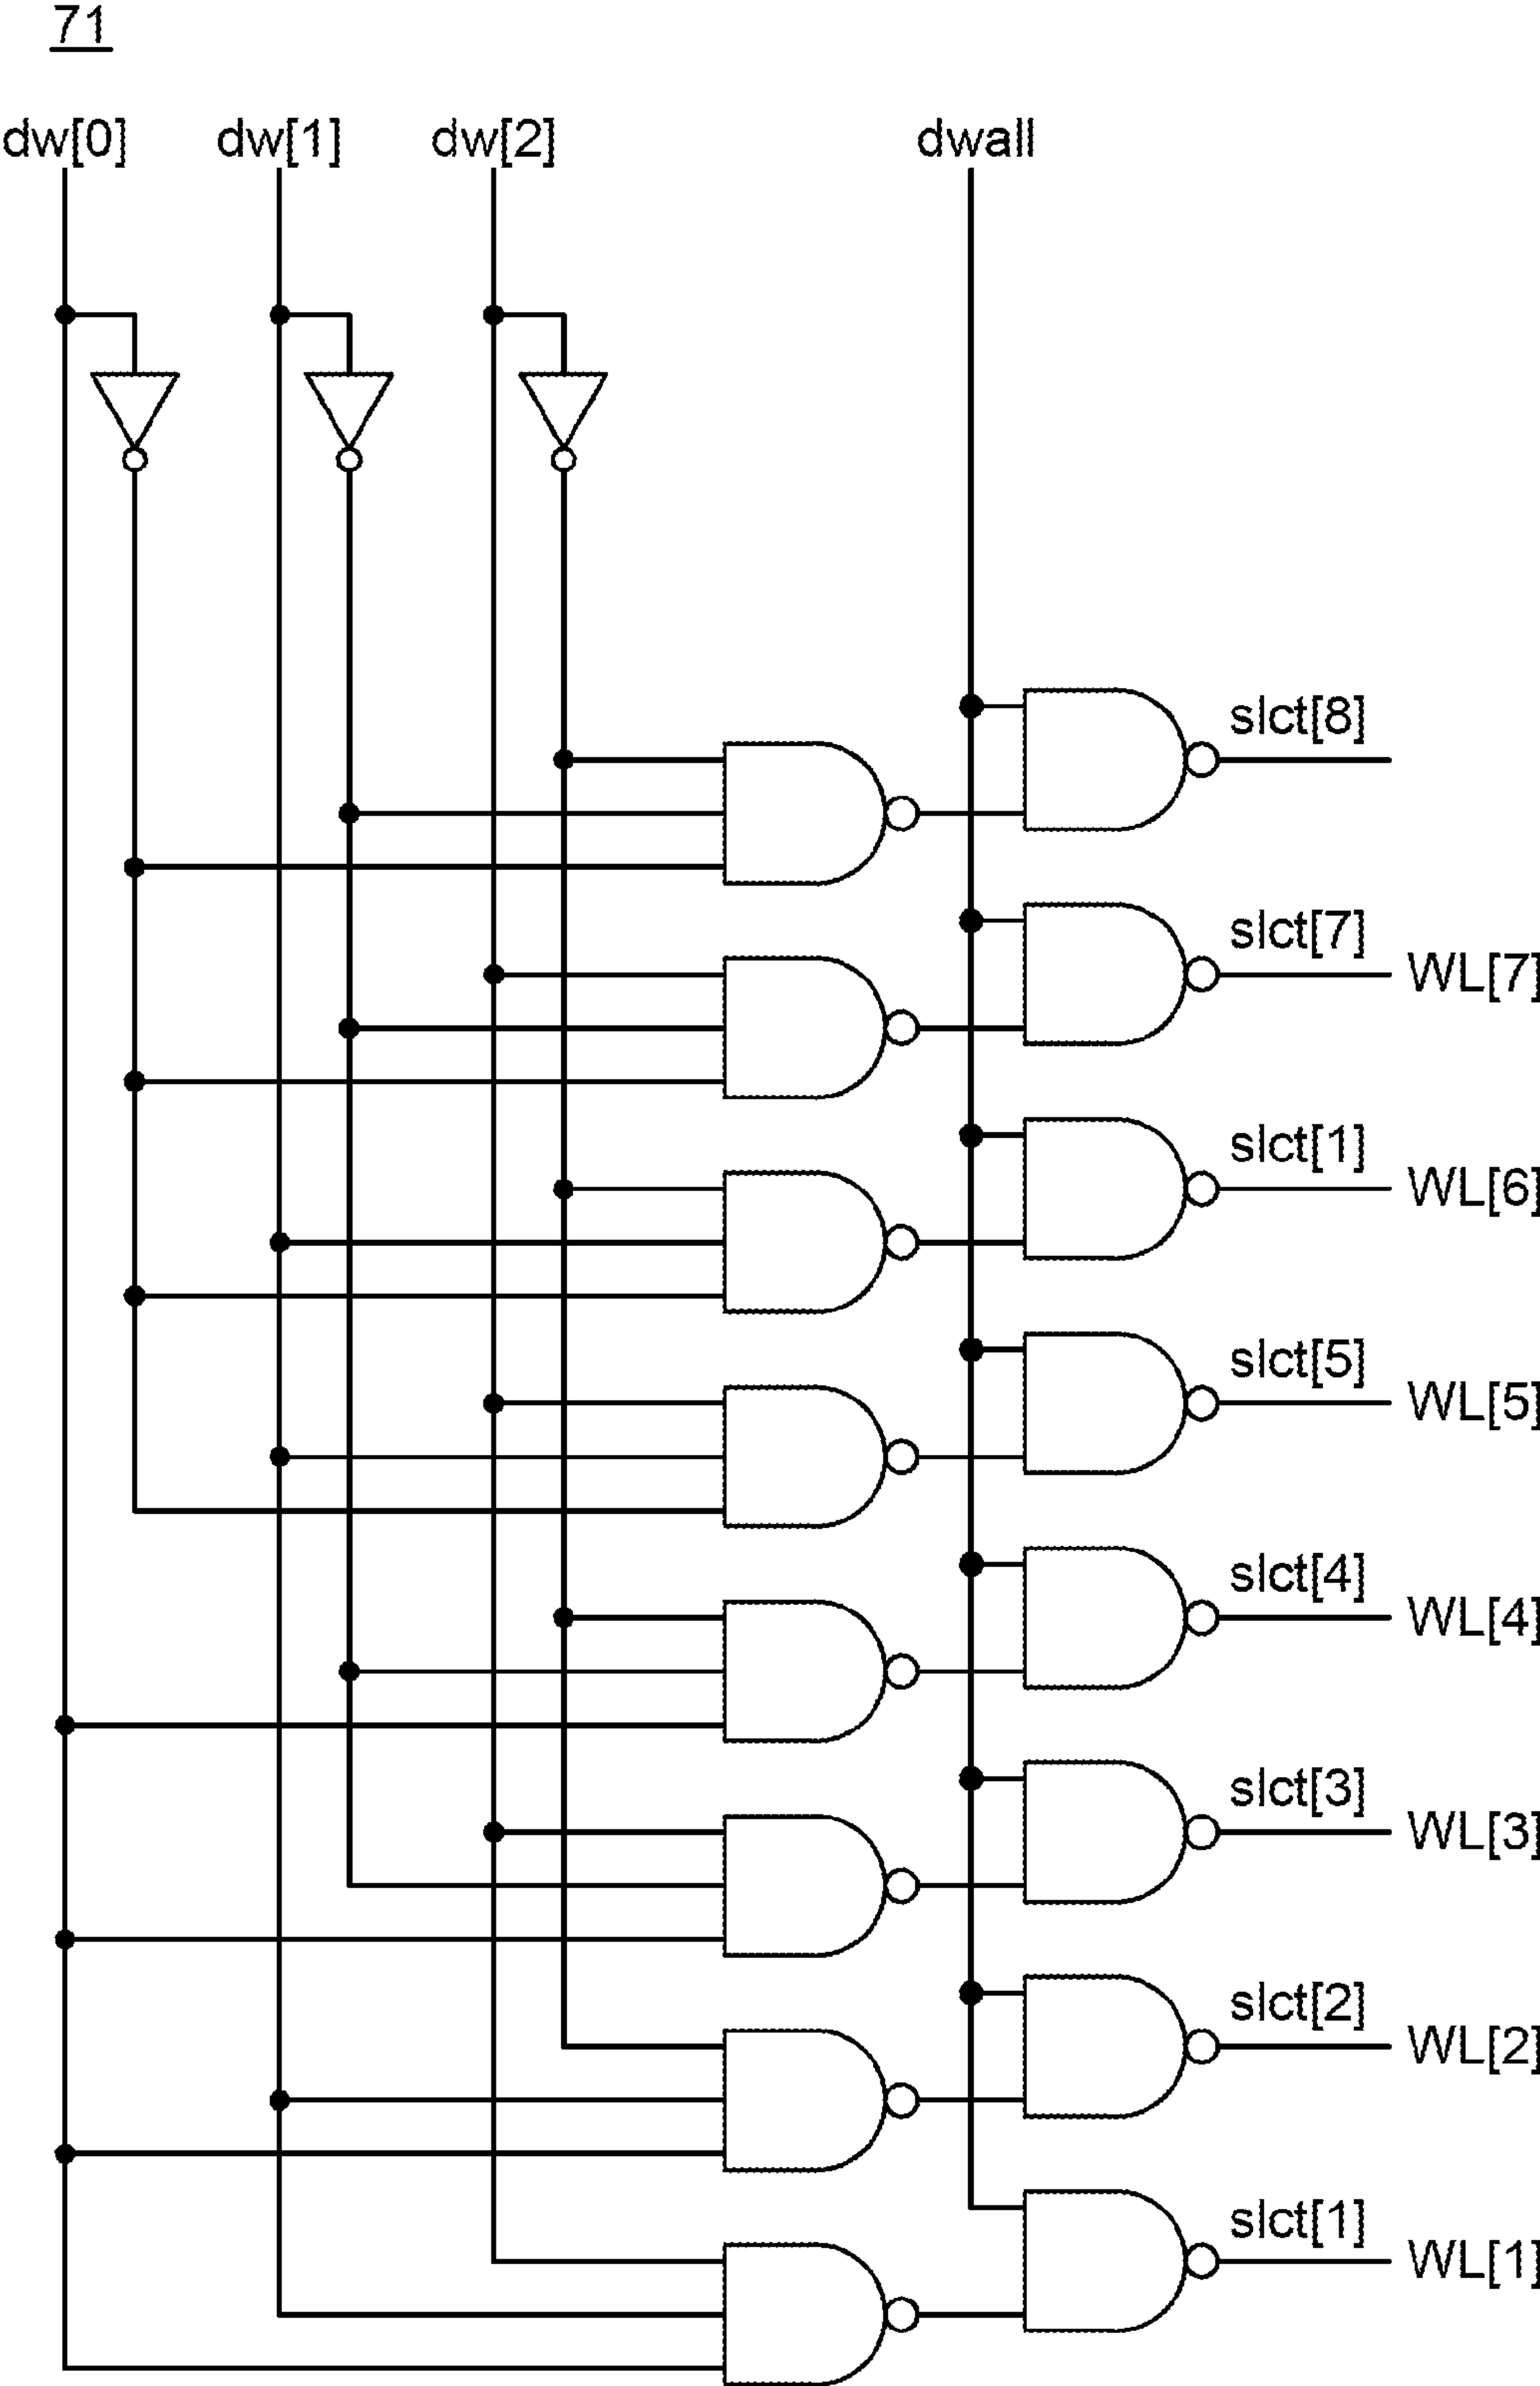 71
dw[0] dw[1] dw[2] dwall
slct[8]
slct[7]
WL[7]
slct[1]
WL[6]
slct[5]
WL[5]
slct[4]
WL[4]
slct[3]
WL[3]
slct[2]
WL[2]
slct[1]
WL[1]